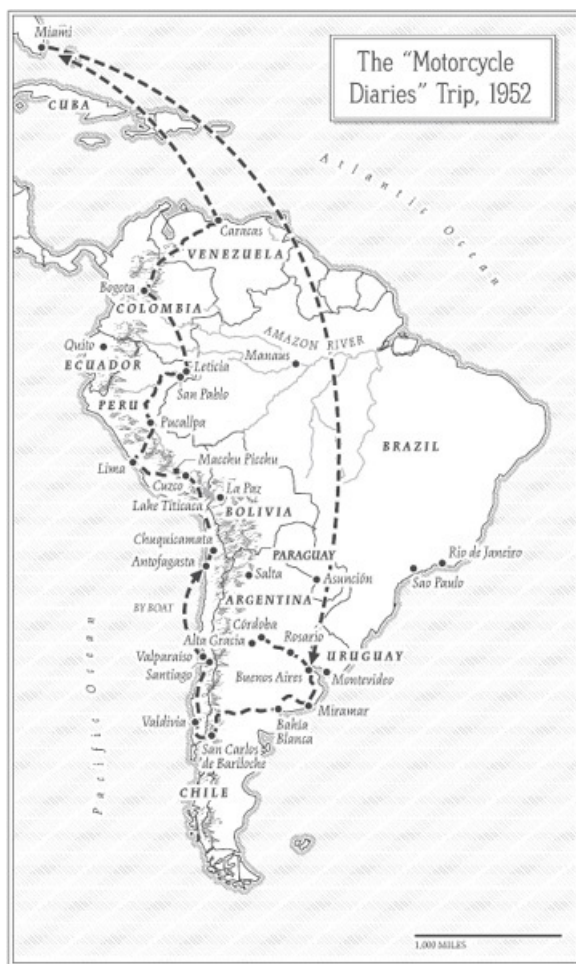 The "Motorcycle
Diaries" Trip, 1952
Miami
CUBA
Atlantic Ocean
Caracas
VENEZUELA
Bogota
COLOMBIA
AMAZON RIVER
Quito
ECUADOR
Leticia
Manaus
San Pablo
PERU
Pucallpa
BRAZIL
Lima
Macchu Picchu
Cuzco
La Paz
Lake Titicaca
BOLIVIA
Chuquicamata
PARAGUAY
Rio de Janeiro
Antofagasta
Salta
Asunción
Sao Paulo
ARGENTINA
BY BOAT
Córdoba
Alta Gracia
Rosario
URUGUAY
Valparaíso
Santiago
Buenos Aires
Montevideo
Pacific Ocean
Miramar
Valdivia
Bahía
Blanca
San Carlos
de Bariloche
CHILE
1,000 MILES